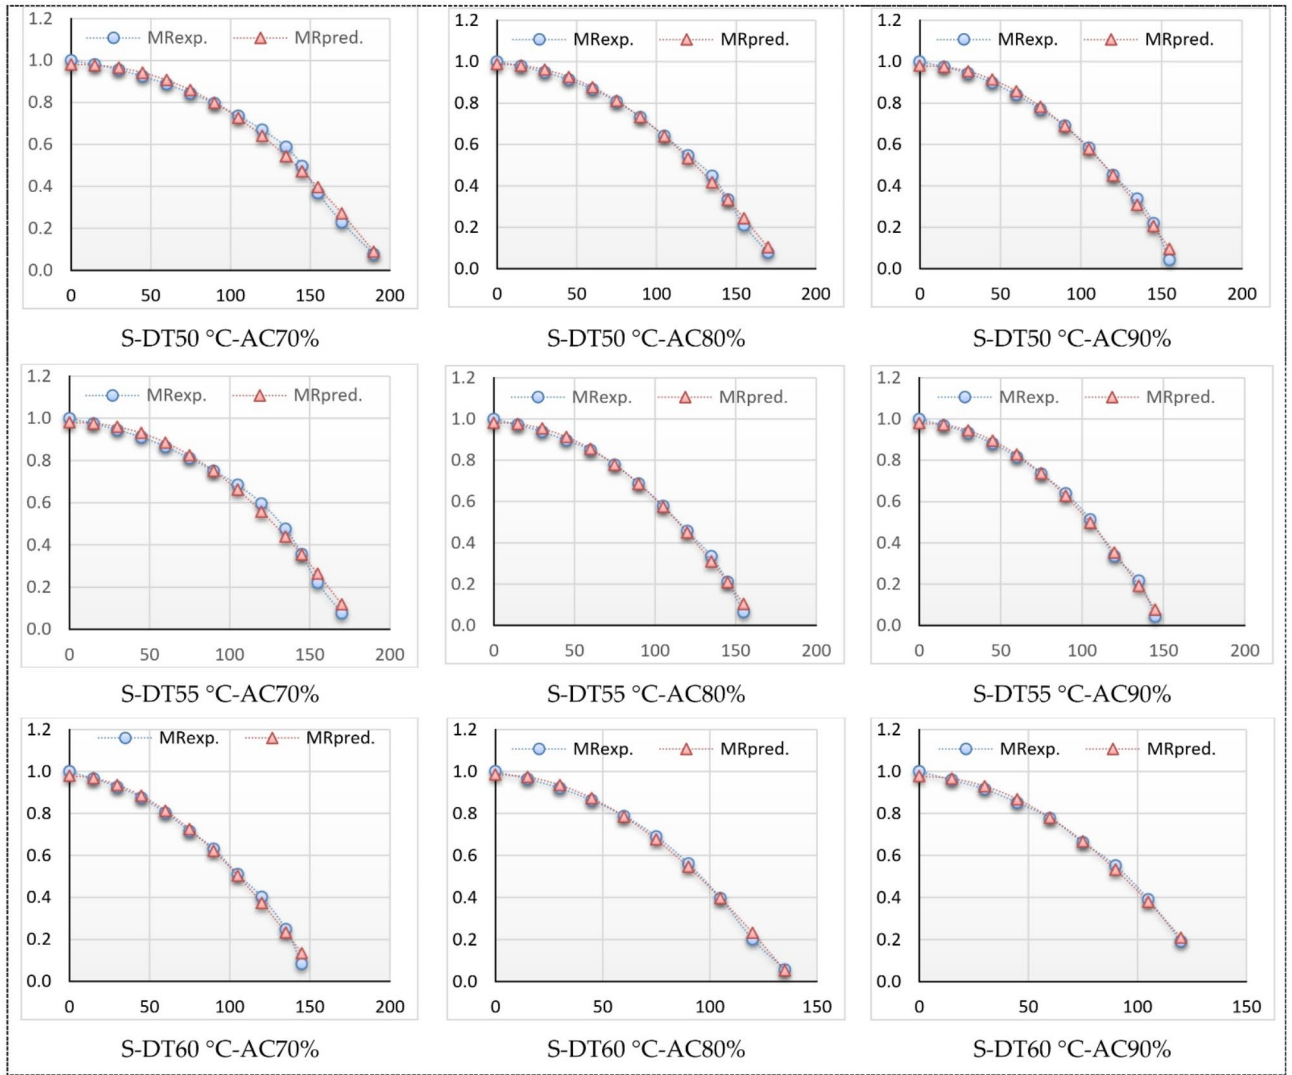 1.2
MRexp. MRpred.
1.0
0.8
0.6
0.4
0.2
0.0
0 50 100 150 200
S-DT50 °C-AC70%
1.2
MRexp. MRpred.
1.0
0.8
0.6
0.4
0.2
0.0
0 50 100 150 200
S-DT50 °C-AC80%
1.2
MRexp. MRpred.
1.0
0.8
0.6
0.4
0.2
0.0
0 50 100 150 200
S-DT50 °C-AC90%
1.2
MRexp. MRpred.
1.0
0.8
0.6
0.4
0.2
0.0
0 50 100 150 200
S-DT55 °C-AC70%
1.2
MRexp. MRpred.
1.0
0.8
0.6
0.4
0.2
0.0
0 50 100 150 200
S-DT55 °C-AC80%
1.2
MRexp. MRpred.
1.0
0.8
0.6
0.4
0.2
0.0
0 50 100 150 200
S-DT55 °C-AC90%
1.2
MRexp. MRpred.
1.0
0.8
0.6
0.4
0.2
0.0
0 50 100 150 200
S-DT60 °C-AC70%
1.2
MRexp. MRpred.
1.0
0.8
0.6
0.4
0.2
0.0
0 50 100 150
S-DT60 °C-AC80%
1.2
MRexp. MRpred.
1.0
0.8
0.6
0.4
0.2
0.0
0 50 100 150
S-DT60 °C-AC90%